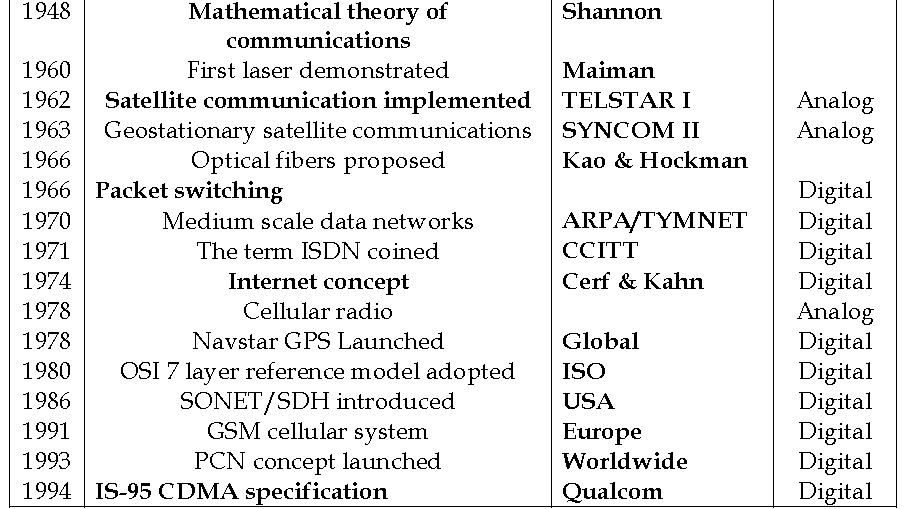 1948 Mathematical theory of Shannon
communications
1960 First laser demonstrated Maiman
1962 Satellite communication implemented TELSTAR I Analog
1963 Geostationary satellite communications SYNCOM II Analog
1966 Optical fibers proposed Kao & Hockman
1966 Packet switching Digital
1970 Medium scale data networks ARPA/TYMNET Digital
1971 The term ISDN coined CCITT Digital
1974 Internet concept Cerf & Kahn Digital
1978 Cellular radio Analog
1978 Navstar GPS Launched Global Digital
1980 OSI 7 layer reference model adopted ISO Digital
1986 SONET/SDH introduced USA Digital
1991 GSM cellular system Europe Digital
1993 PCN concept launched Worldwide Digital
1994 IS-95 CDMA specification Qualcom Digital